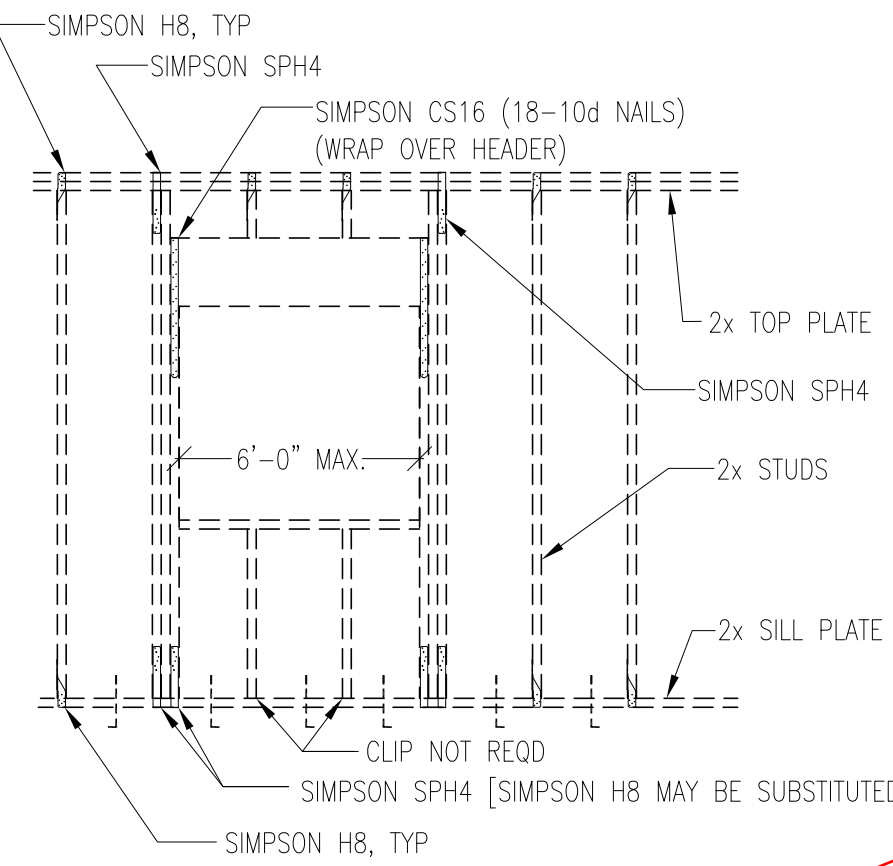 SIMPSON H8, TYP
SIMPSON SPH4
SIMPSON CS16 (18-10d NAILS)
(WRAP OVER HEADER)
2x TOP PLATE
SIMPSON SPH4
6'-0" MAX.
2x STUDS
2x SILL PLATE
CLIP NOT REQD
SIMPSON SPH4 [SIMPSON H8 MAY BE SUBSTITUTED
SIMPSON H8, TYP